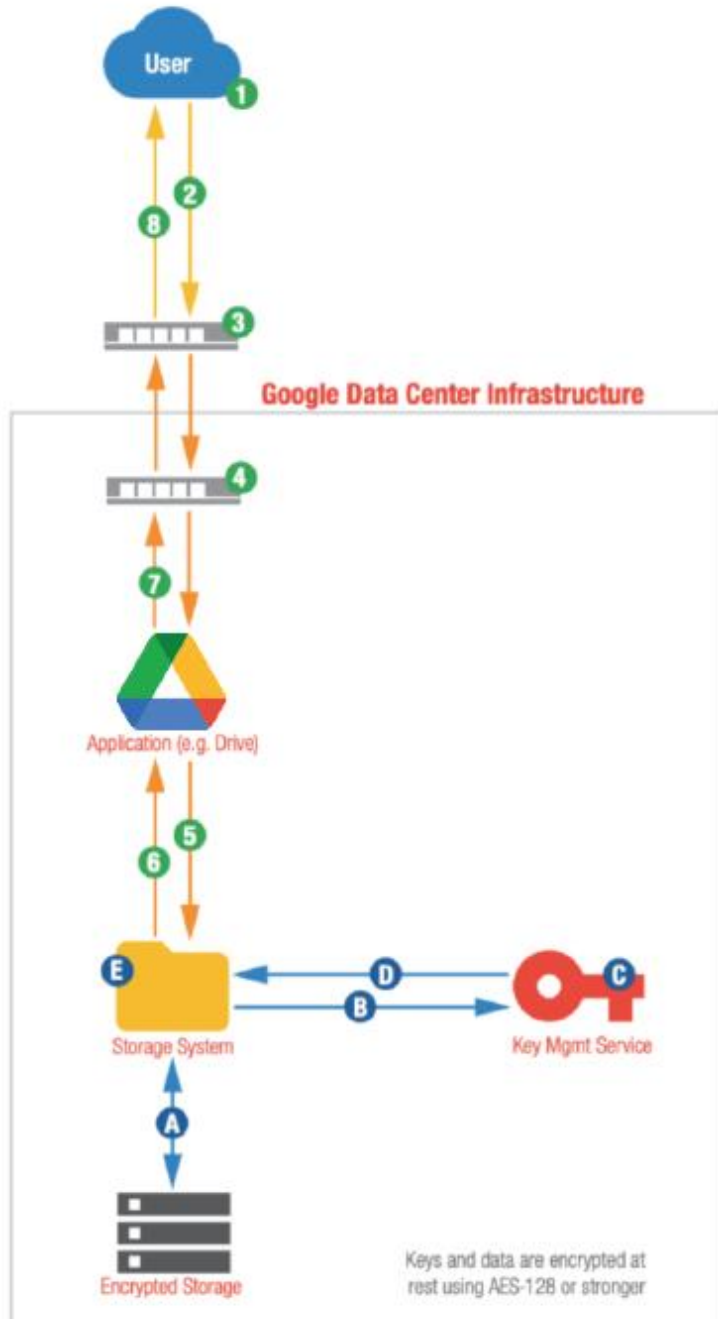 User
1
2
8
3
Google Data Center Infrastructure
4
7
Application (e.g. Drive)
5
6
E
D
C
B
Storage System
Key Mgmt Service
A
Encrypted Storage
Keys and data are encrypted at
rest using AES-128 or stronger